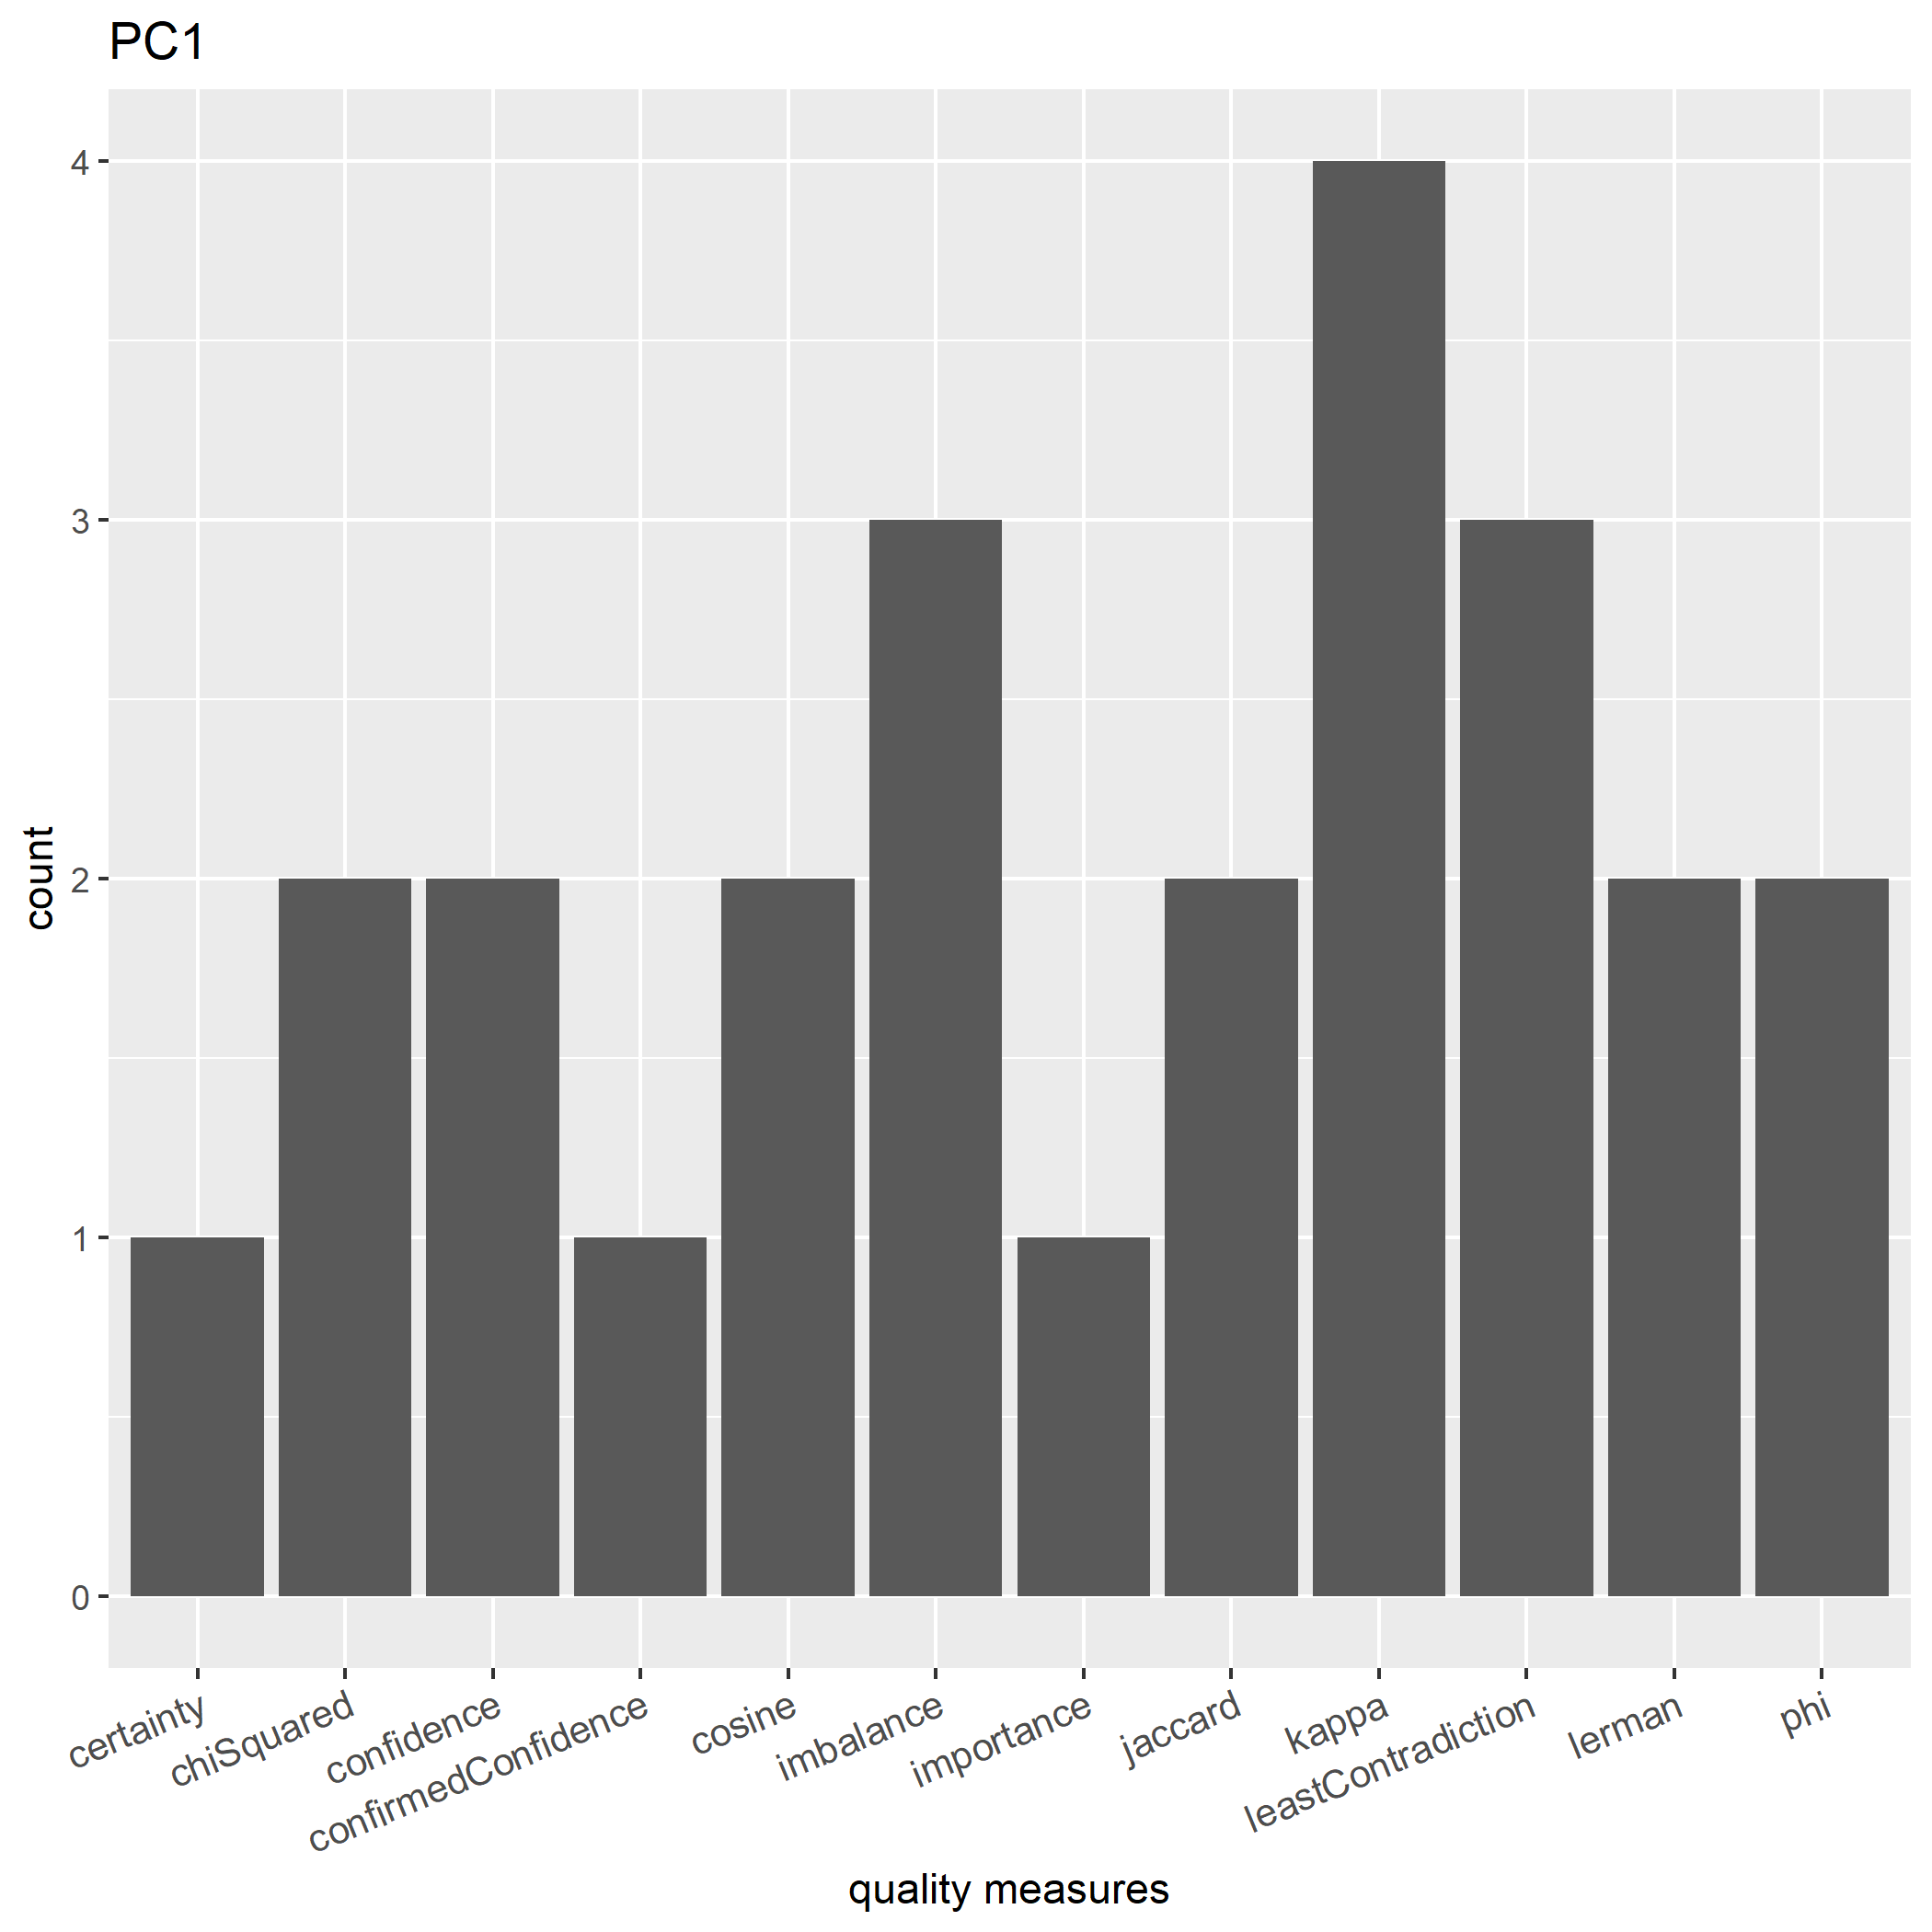 PC1
4
3
2
1
0
count
certainty
chiSquared
confidence
confirmedConfidence
cosine
imbalance
importance
jaccard
kappa
leastContradiction
lerman
phi
quality measures